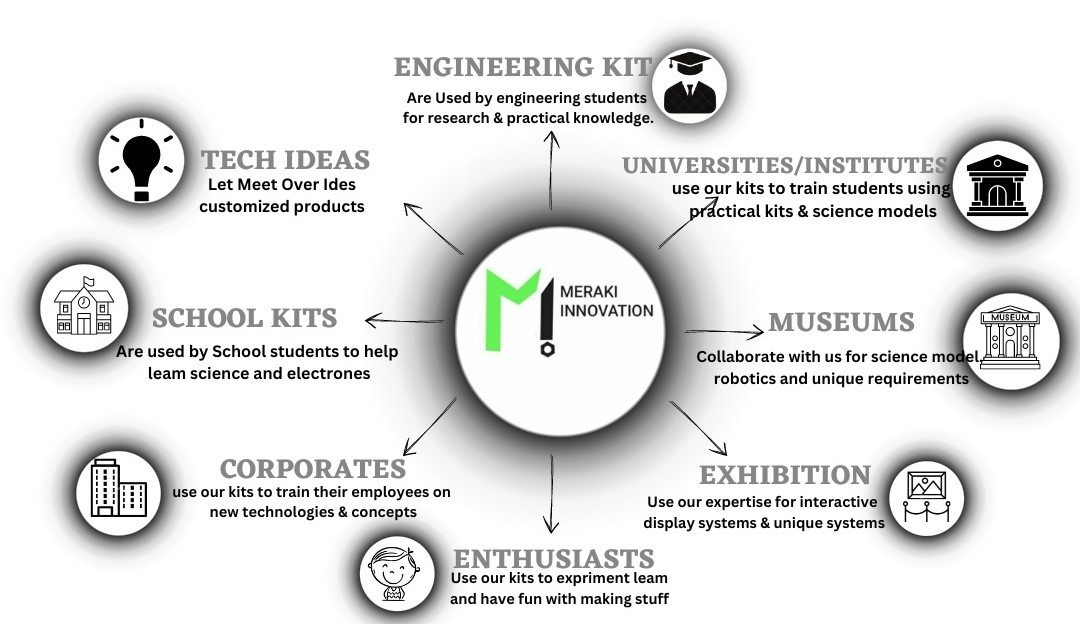 ENGINEERING KIT
Are Used by engineering students
for research & practical knowledge.
TECH IDEAS
Let Meet Over Ides
customized products
UNIVERSITIES/INSTITUTES
use our kits to train students using
practical kits & science models
MERAKI
INNOVATION
SCHOOL KITS
Are used by School students to help
leam science and electrones
MUSEUMS
Collaborate with us for science model,
robotics and unique requirements
MUSEUM
CORPORATES
use our kits to train their employees on
new technologies & concepts
EXHIBITION
Use our expertise for interactive
display systems & unique systems
ENTHUSIASTS
Use our kits to expriment leam
and have fun with making stuff